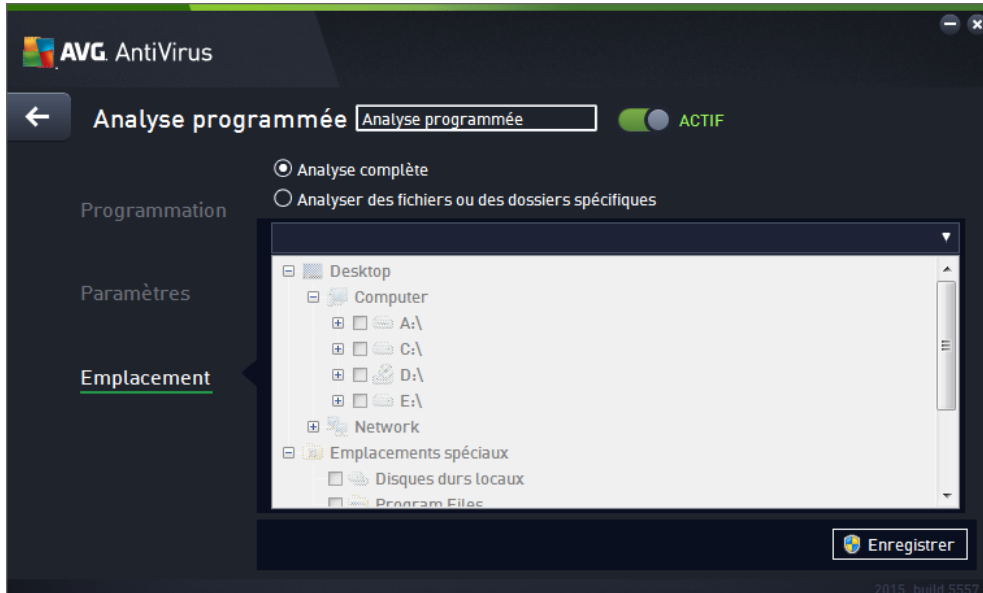 AVG. AntiVirus
Analyse programmée
Analyse programmée
ACTIF
Programmation
Paramètres
Emplacement
Analyse complète
Analyser des fichiers ou des dossiers spécifiques
Desktop
Computer
A:\
C:\
D:\
E:\
Network
Emplacements spéciaux
Disques durs locaux
Program Files
Enregistrer
2015, build 5557